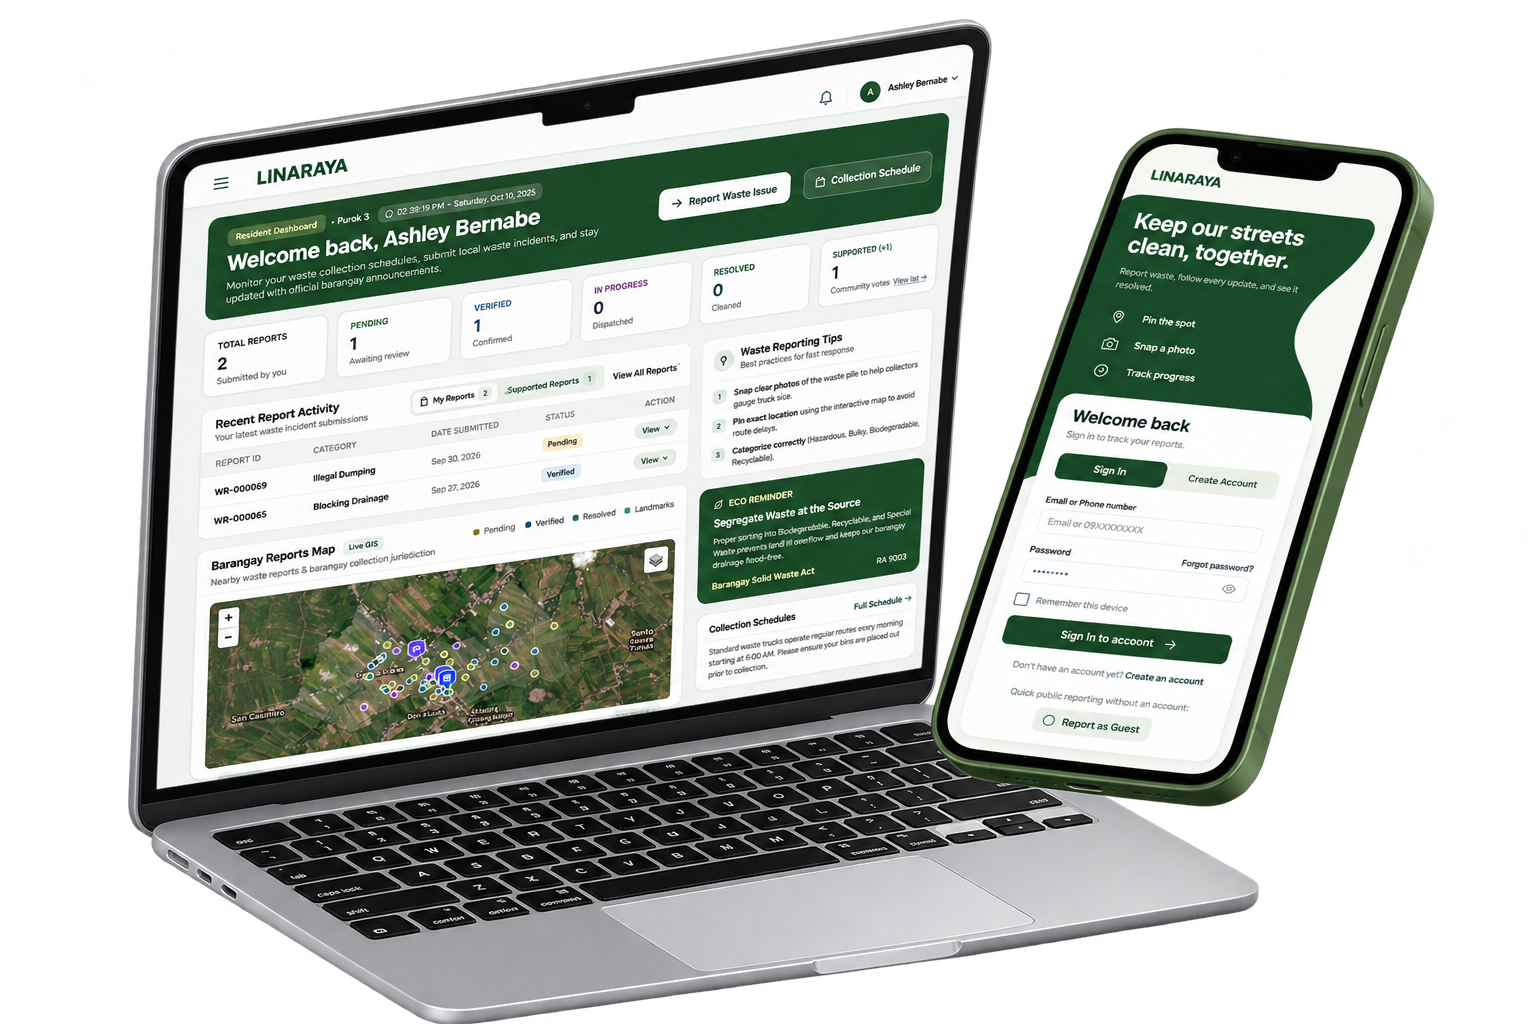 LINARAYA
A
Ashley Bernabe
Resident Dashboard
• Purok 3
02:38:19 PM - Saturday, Oct 10, 2025
Welcome back, Ashley Bernabe
Monitor your waste collection schedules, submit local waste incidents, and stay
updated with official barangay announcements.
→ Report Waste Issue
Collection Schedule
TOTAL REPORTS
2
Submitted by you
PENDING
1
Awaiting review
VERIFIED
1
Confirmed
IN PROGRESS
0
Dispatched
RESOLVED
0
Cleaned
SUPPORTED (+1)
1
Community votes View list →
Recent Report Activity
Your latest waste incident submissions
My Reports 2
Supported Reports 1
View All Reports
REPORT ID CATEGORY DATE SUBMITTED STATUS ACTION
WR-000069 Illegal Dumping Sep 30, 2026 Pending View
WR-000065 Blocking Drainage Sep 27, 2026 Verified View
Barangay Reports Map Live GIS
Nearby waste reports & barangay collection jurisdiction
Pending Verified Resolved Landmarks
+
−
San Casimiro
Waste Reporting Tips
Best practices for fast response
1 Snap clear photos of the waste pile to help collectors
gauge truck size.
2 Pin exact location using the interactive map to avoid
route delays.
3 Categorize correctly (Hazardous, Bulky, Biodegradable,
Recyclable).
ECO REMINDER
Segregate Waste at the Source
Proper sorting into Biodegradable, Recyclable, and Special
Waste prevents landfill overflow and keeps our barangay
drainage flood-free.
Barangay Solid Waste Act RA 9003
Collection Schedules Full Schedule →
Standard waste trucks operate regular routes every morning
starting at 6:00 AM. Please ensure your bins are placed out
prior to collection.
LINARAYA
Keep our streets
clean, together.
Report waste, follow every update, and see it
resolved.
Pin the spot
Snap a photo
Track progress
Welcome back
Sign in to track your reports.
Sign In
Create Account
Email or Phone number
Email or 09XXXXXXXXX
Password Forgot password?
••••••••
Remember this device
Sign In to account →
Don't have an account yet? Create an account
Quick public reporting without an account:
Report as Guest
Q W E R T Y U O P
A S D F G H J K L
Z X C V B N M
tab
caps lock
shift